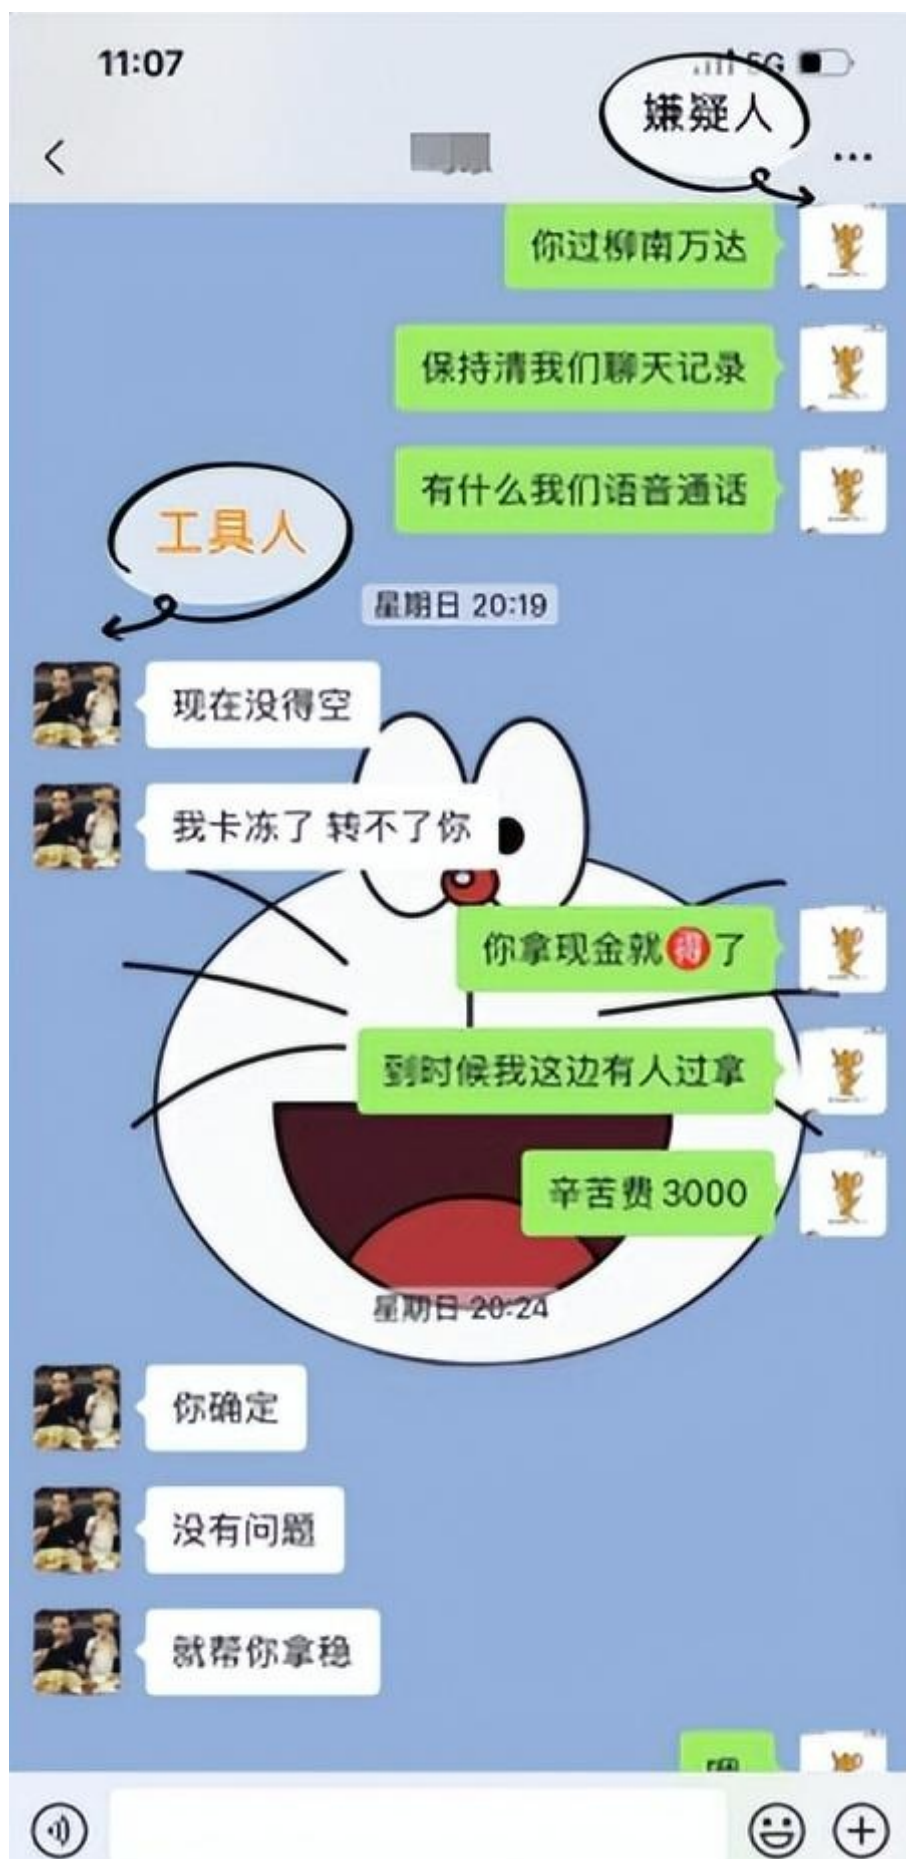 11:07
5G
嫌疑人
你过柳南万达
保持清我们聊天记录
有什么我们语音通话
工具人
星期日 20:19
现在没得空
我卡冻了 转不了你
你拿现金就得了
到时候我这边有人过拿
辛苦费3000
星期日 20:24
你确定
没有问题
就帮你拿稳